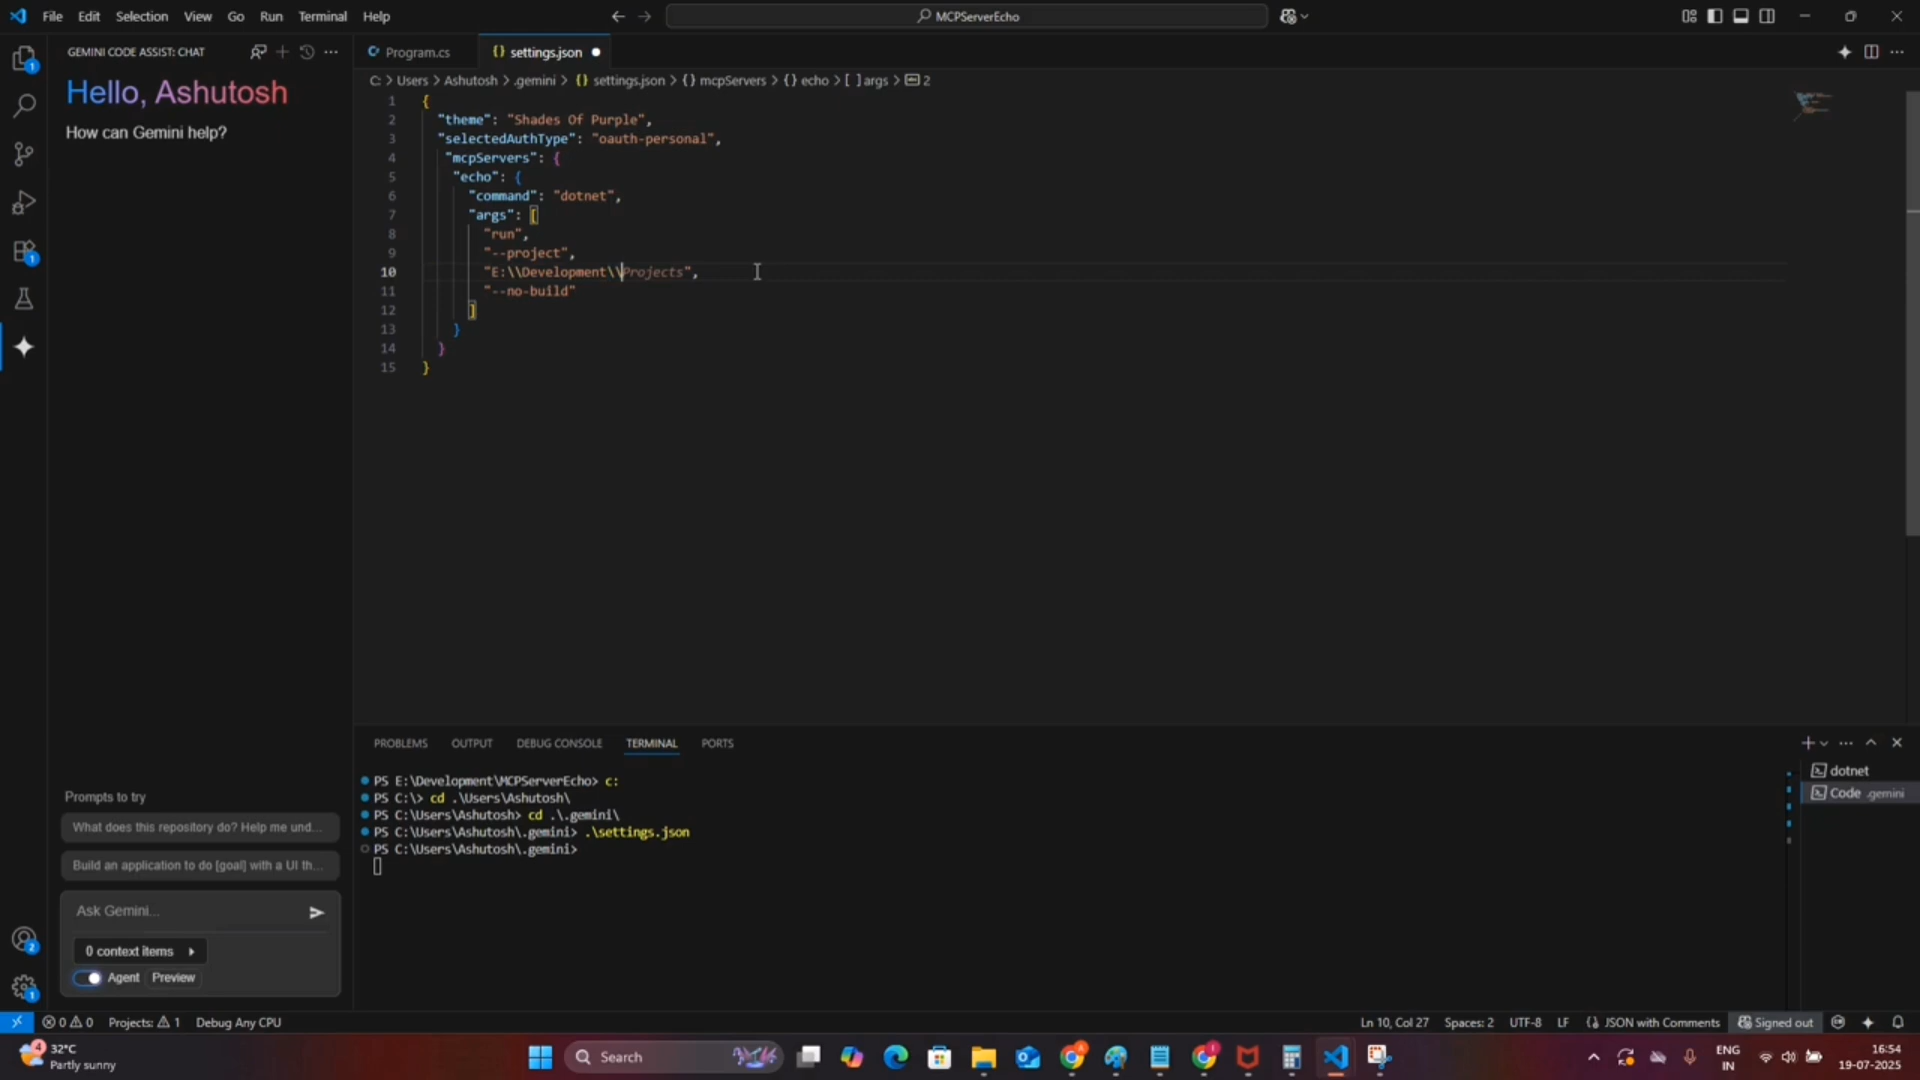 File Edit Selection View Go Run Terminal Help
MCPServerEcho
GEMINI CODE ASSIST: CHAT
Hello, Ashutosh
How can Gemini help?
Program.cs
{} settings.json
C: > Users > Ashutosh > .gemini > {} settings.json > {} mcpServers > {} echo > [ ] args > 2
1 {
2 "theme": "Shades Of Purple",
3 "selectedAuthType": "oauth-personal",
4 "mcpServers": {
5 "echo": {
6 "command": "dotnet",
7 "args": [
8 "run",
9 "--project",
10 "E:\\Development\\Projects",
11 "--no-build"
12 ]
13 }
14 }
15 }
Prompts to try
What does this repository do? Help me und...
Build an application to do [goal] with a UI th...
Ask Gemini...
0 context items
Agent Preview
PROBLEMS OUTPUT DEBUG CONSOLE TERMINAL PORTS
PS E:\Development\MCPServerEcho> c:
PS C:\> cd .\Users\Ashutosh\
PS C:\Users\Ashutosh> cd .\.gemini\
PS C:\Users\Ashutosh\.gemini> .\settings.json
PS C:\Users\Ashutosh\.gemini>
dotnet
Code .gemini
0 0 Projects: 1 Debug Any CPU
Ln 10, Col 27 Spaces: 2 UTF-8 LF JSON with Comments Signed out
32°C
Partly sunny
Search
ENG
IN
16:54
19-07-2025